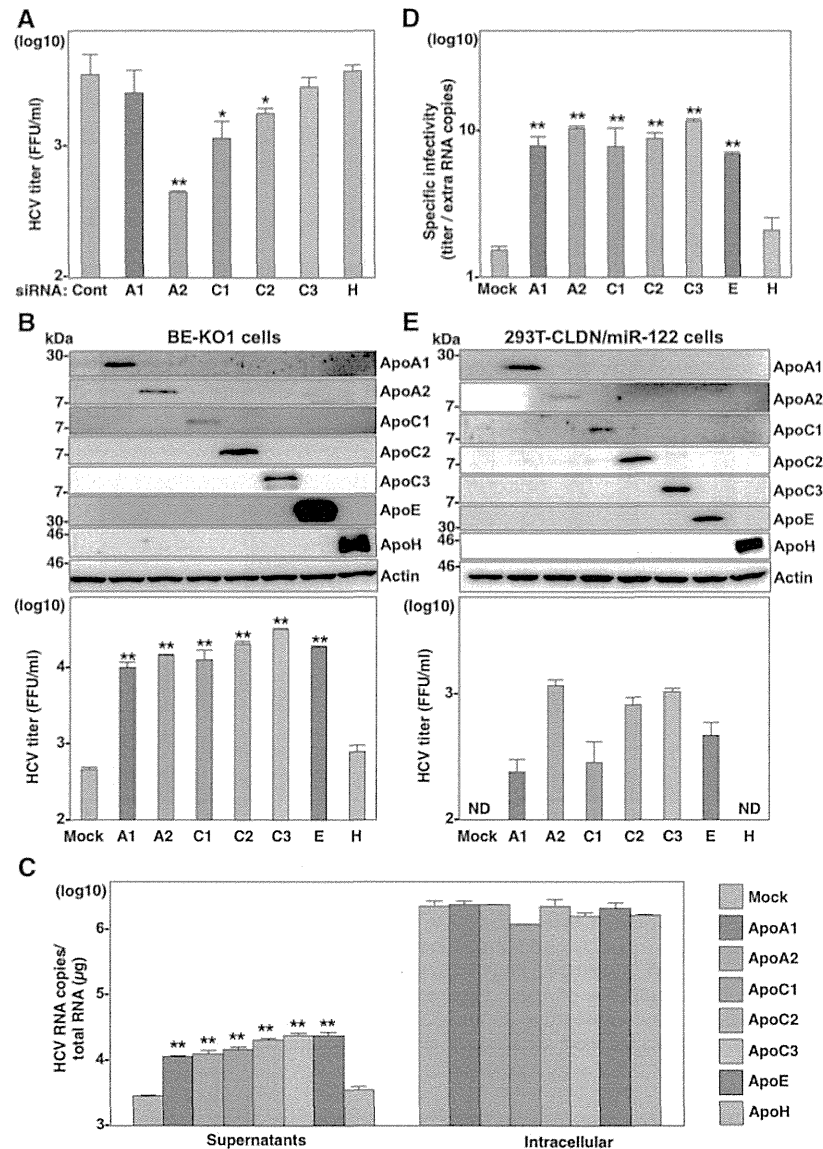 A
(log10)
HCV titer (FFU/ml)
3
2
**
*
*
siRNA: Cont A1 A2 C1 C2 C3 H
D
(log10)
Specific infectivity
(titer / extra RNA copies)
10
1
** ** ** ** ** **
Mock A1 A2 C1 C2 C3 E H
B
BE-KO1 cells
kDa
30
ApoA1
7
ApoA2
7
ApoC1
7
ApoC2
7
ApoC3
30
ApoE
46
ApoH
46
Actin
(log10)
HCV titer (FFU/ml)
4
3
2
** ** ** ** ** **
Mock A1 A2 C1 C2 C3 E H
E
293T-CLDN/miR-122 cells
kDa
30
ApoA1
7
ApoA2
7
ApoC1
7
ApoC2
7
ApoC3
30
ApoE
46
ApoH
46
Actin
(log10)
HCV titer (FFU/ml)
3
2
ND
ND
Mock A1 A2 C1 C2 C3 E H
C
(log10)
HCV RNA copies/
total RNA (µg)
6
5
4
3
** ** ** ** ** **
Supernatants
Intracellular
Mock
ApoA1
ApoA2
ApoC1
ApoC2
ApoC3
ApoE
ApoH